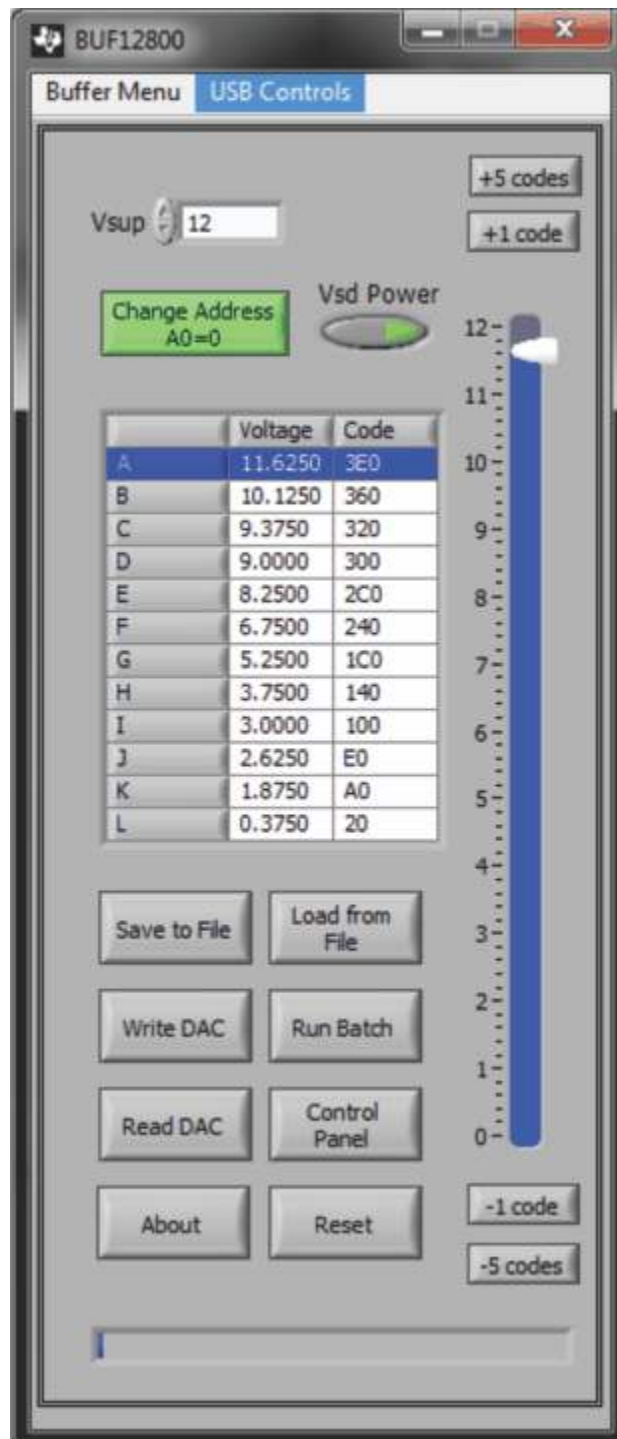 BUF12800
Buffer Menu USB Controls
+5 codes
Vsup 12
+1 code
Change Address
A0=0
Vsd Power
12
11
10
9
8
7
6
5
4
3
2
1
0
Voltage Code
A 11.6250 3E0
B 10.1250 360
C 9.3750 320
D 9.0000 300
E 8.2500 2C0
F 6.7500 240
G 5.2500 1C0
H 3.7500 140
I 3.0000 100
J 2.6250 E0
K 1.8750 A0
L 0.3750 20
Save to File
Load from
File
Write DAC
Run Batch
Read DAC
Control
Panel
About
Reset
-1 code
-5 codes